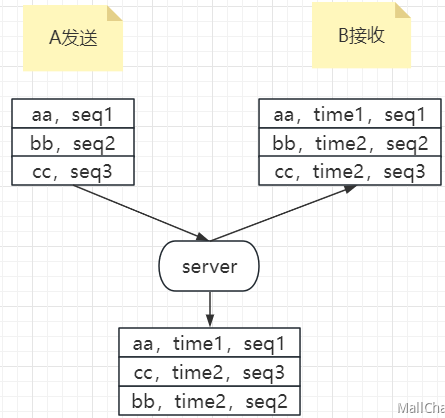 A发送
B接收
aa，seq1
bb，seq2
cc，seq3
aa，time1，seq1
bb，time2，seq2
cc，time2，seq3
server
aa，time1，seq1
cc，time2，seq3
bb，time2，seq2
MallCha